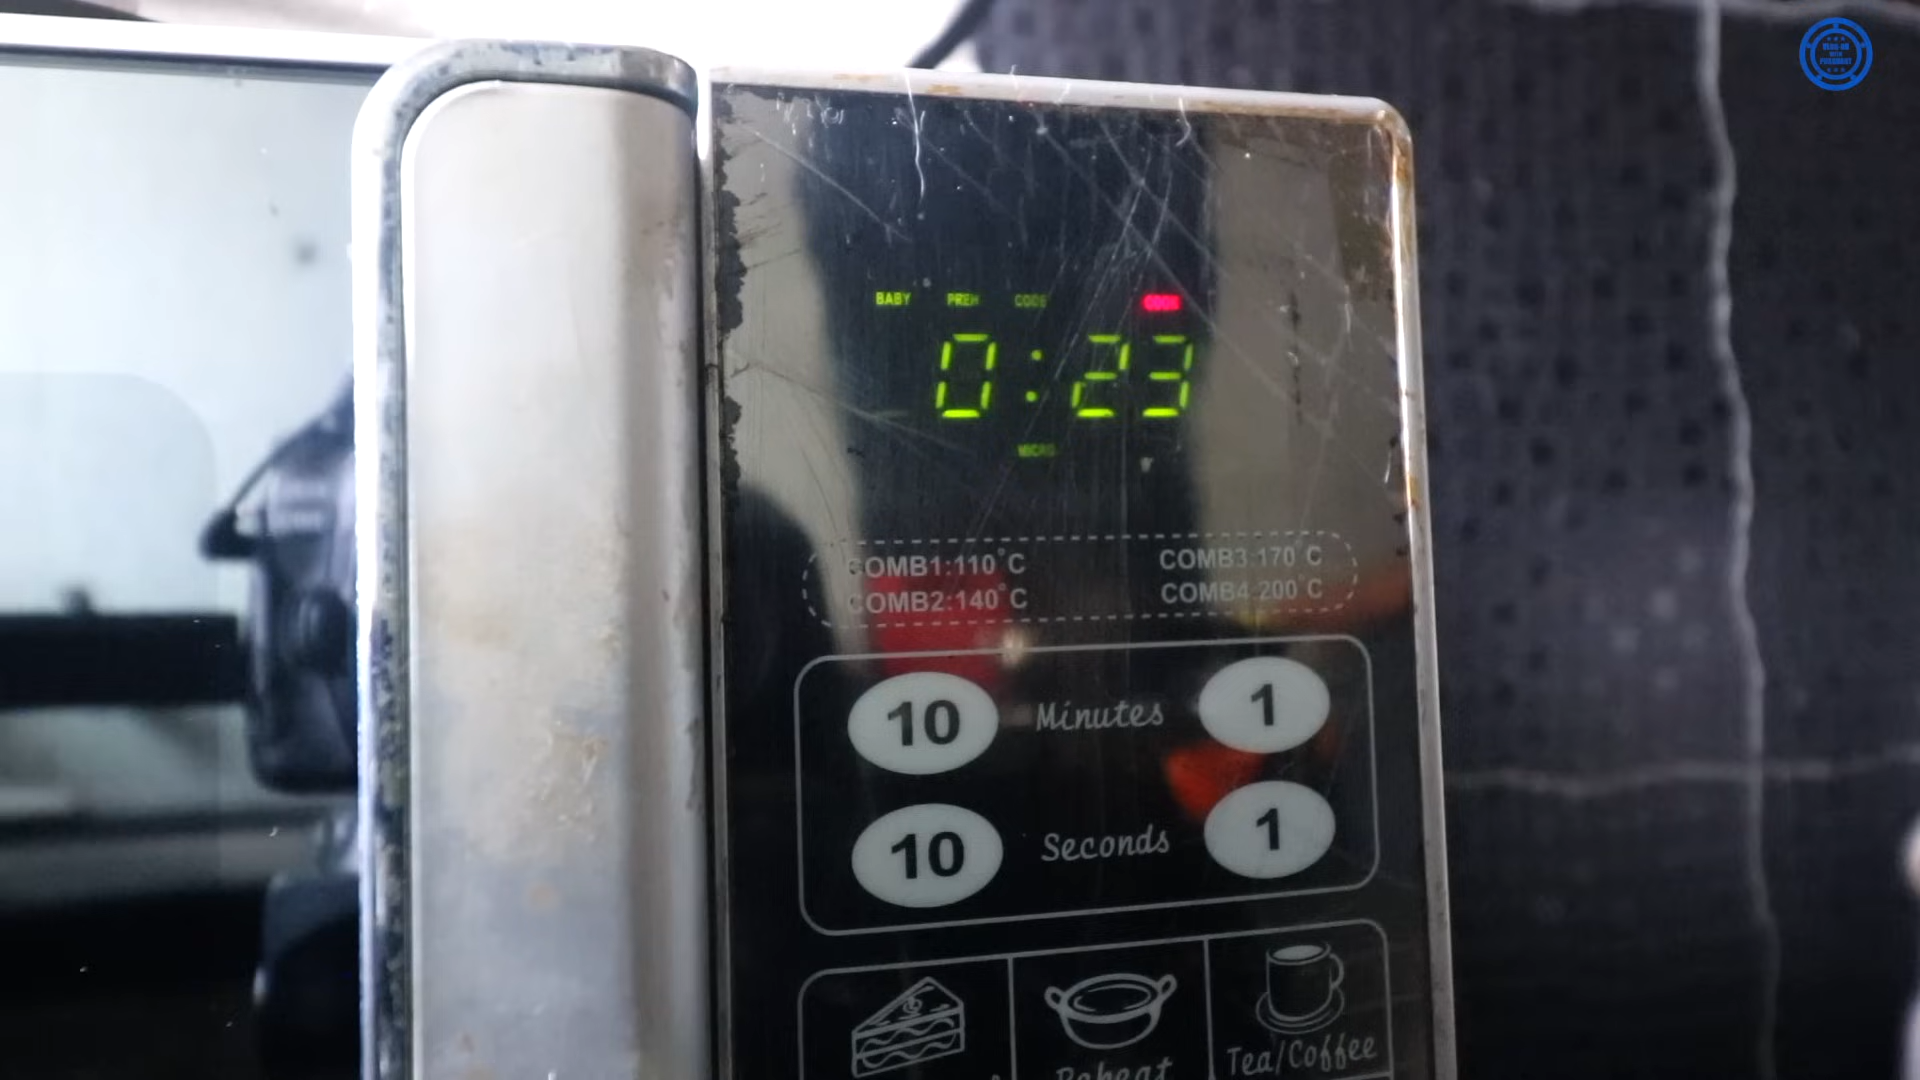 BABY PREH CODE COOK
0:23
MICRO
COMB1:110°C COMB3:170°C
COMB2:140°C COMB4:200°C
10 Minutes 1
10 Seconds 1
Reheat
Tea/Coffee